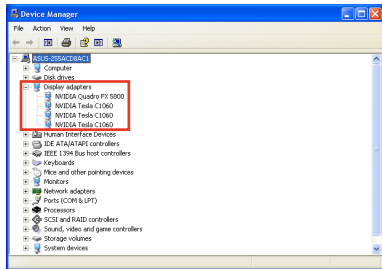 Device Manager
File Action View Help
ASUS-255ACD8AC1
Computer
Disk drives
Display adapters
NVIDIA Quadro FX 5800
NVIDIA Tesla C1060
NVIDIA Tesla C1060
NVIDIA Tesla C1060
Human Interface Devices
IDE ATA/ATAPI controllers
IEEE 1394 Bus host controllers
Keyboards
Mice and other pointing devices
Monitors
Network adapters
Ports (COM & LPT)
Processors
SCSI and RAID controllers
Sound, video and game controllers
Storage volumes
System devices